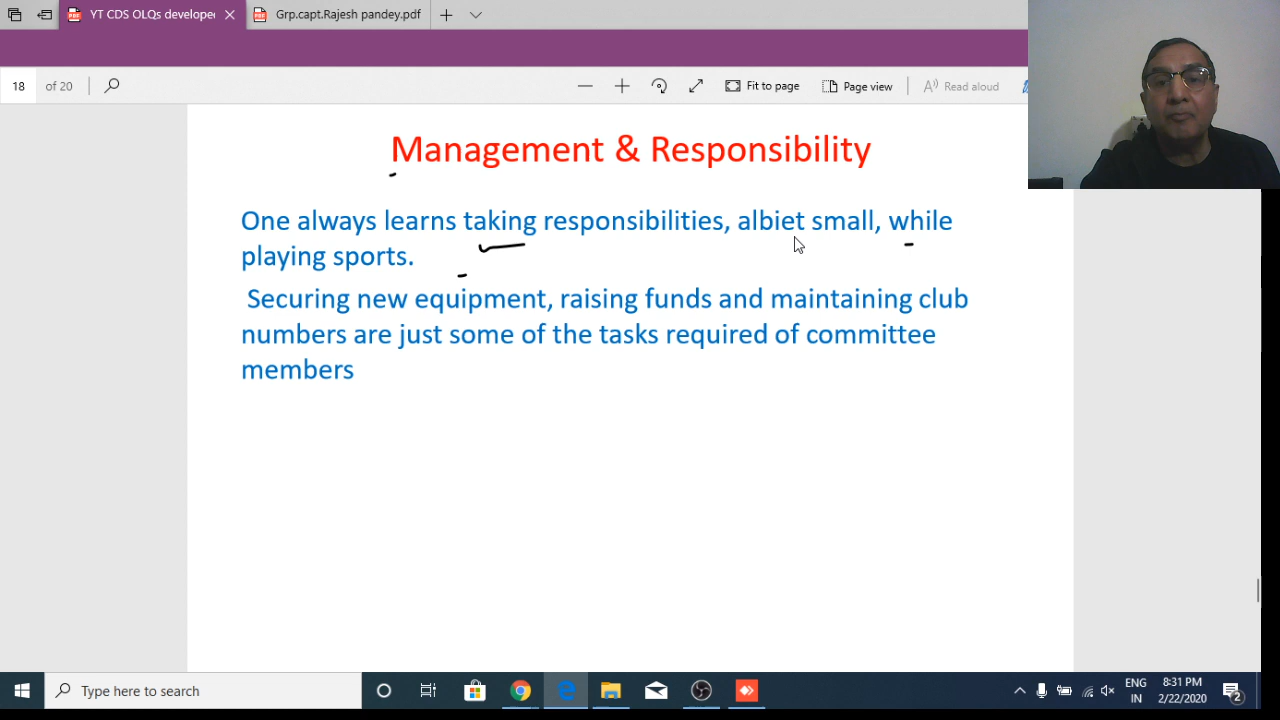 YT CDS OLQs develope
Grp.capt.Rajesh pandey.pdf
18 of 20
Fit to page
Page view
Read aloud
Management & Responsibility
One always learns taking responsibilities, albiet small, while
playing sports.
Securing new equipment, raising funds and maintaining club
numbers are just some of the tasks required of committee
members
Type here to search
ENG
IN
8:31 PM
2/22/2020
2